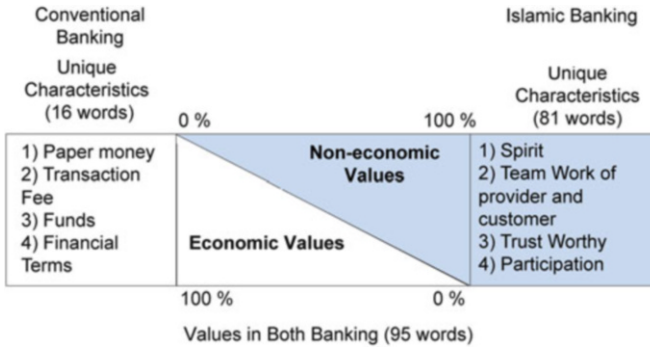 Conventional
Banking
Islamic Banking
Unique
Characteristics
(16 words)
Unique
Characteristics
(81 words)
0 %
100 %
1) Paper money
2) Transaction
Fee
3) Funds
4) Financial
Terms
Non-economic
Values
Economic Values
1) Spirit
2) Team Work of
provider and
customer
3) Trust Worthy
4) Participation
100 %
0 %
Values in Both Banking (95 words)